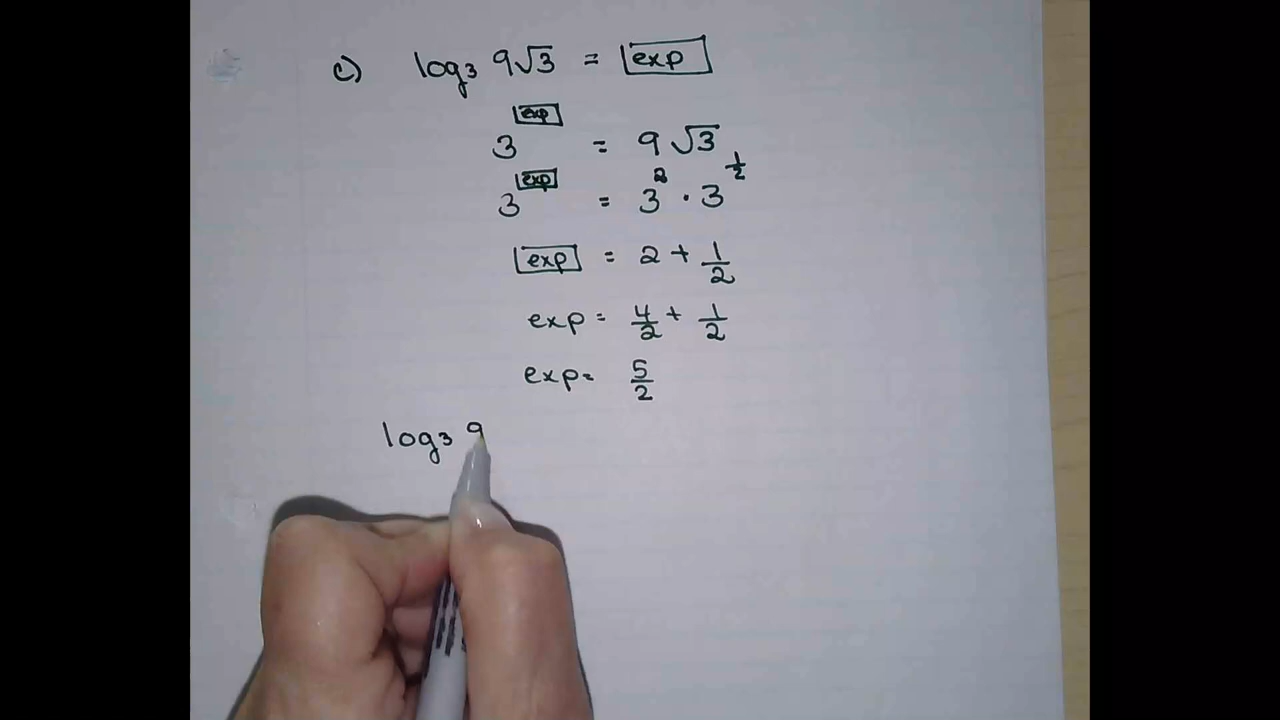 c) log₃ 9√3 = exp
3^exp = 9√3
3^exp = 3² · 3^½
exp = 2 + 1/2
exp = 4/2 + 1/2
exp = 5/2
log₃ 9